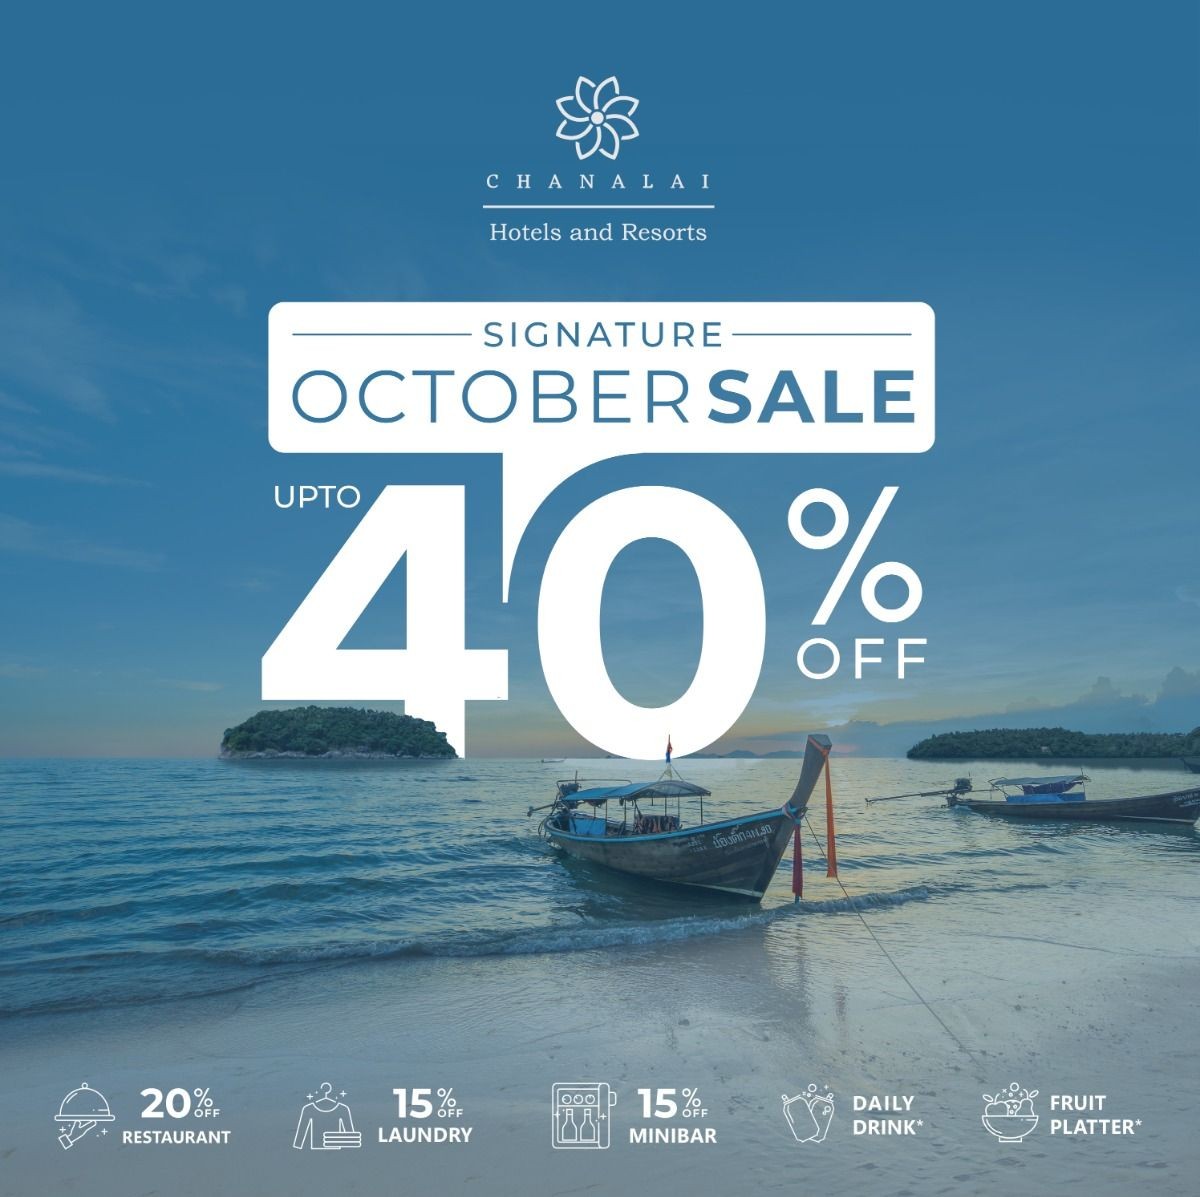 CHANALAI
Hotels and Resorts
SIGNATURE
OCTOBER SALE
UPTO
40%
OFF
20% OFF
RESTAURANT
15% OFF
LAUNDRY
15% OFF
MINIBAR
DAILY
DRINK*
FRUIT
PLATTER*